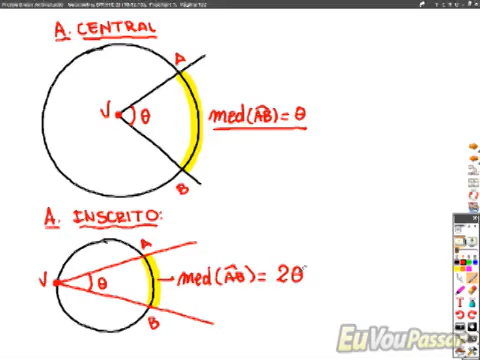 A. CENTRAL
A
V
θ
med(AB) = θ
B
A. INSCRITO:
A
V
θ
med(AB) = 2θ
B
EuVouPassar